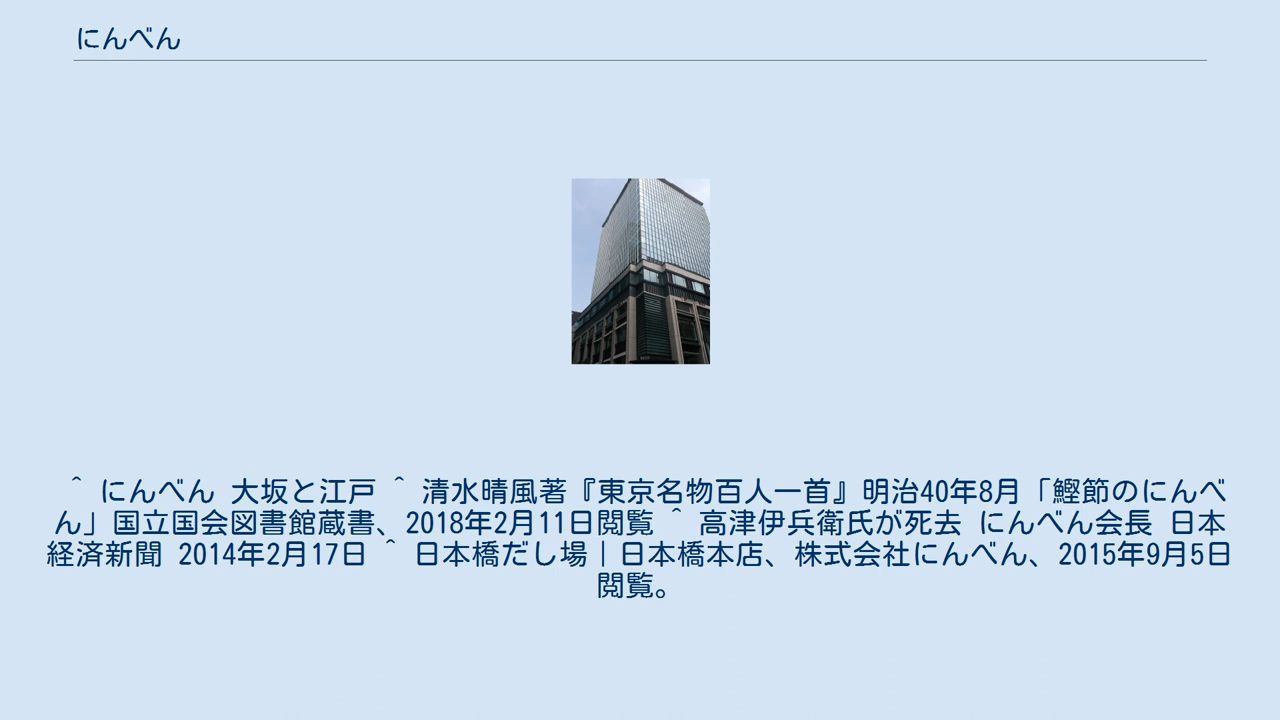 にんべん
^ にんべん 大坂と江戸 ^ 清水晴風著『東京名物百人一首』明治40年8月「鰹節のにんべ
ん」国立国会図書館蔵書、2018年2月11日閲覧 ^ 高津伊兵衛氏が死去 にんべん会長 日本
経済新聞 2014年2月17日 ^ 日本橋だし場｜日本橋本店、株式会社にんべん、2015年9月5日
閲覧。